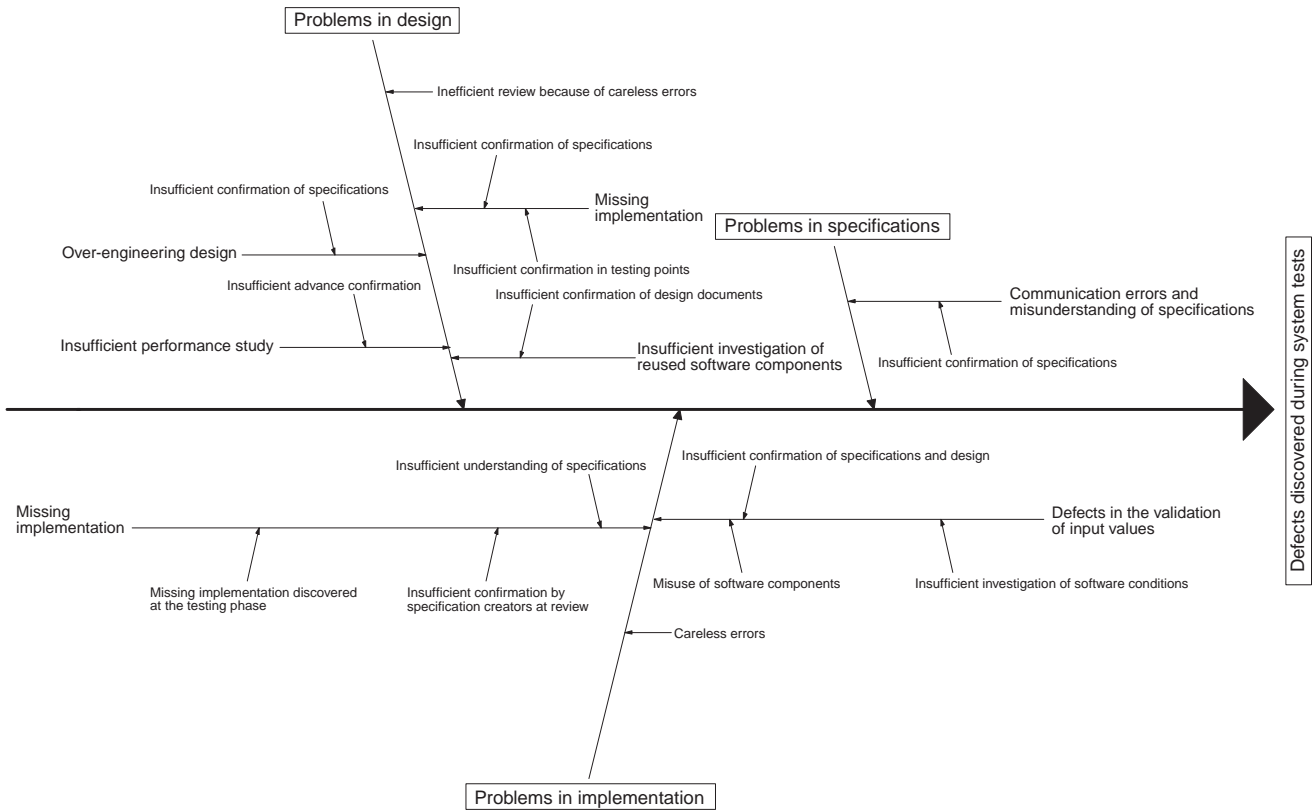 Problems in design
Inefficient review because of careless errors
Insufficient confirmation of specifications
Insufficient confirmation of specifications
Missing
implementation
Problems in specifications
Over-engineering design
Insufficient confirmation in testing points
Insufficient advance confirmation
Insufficient confirmation of design documents
Communication errors and
misunderstanding of specifications
Insufficient performance study
Insufficient investigation of
reused software components
Insufficient confirmation of specifications
Defects discovered during system tests
Insufficient understanding of specifications
Insufficient confirmation of specifications and design
Missing
implementation
Defects in the validation
of input values
Missing implementation discovered
at the testing phase
Insufficient confirmation by
specification creators at review
Misuse of software components
Insufficient investigation of software conditions
Careless errors
Problems in implementation